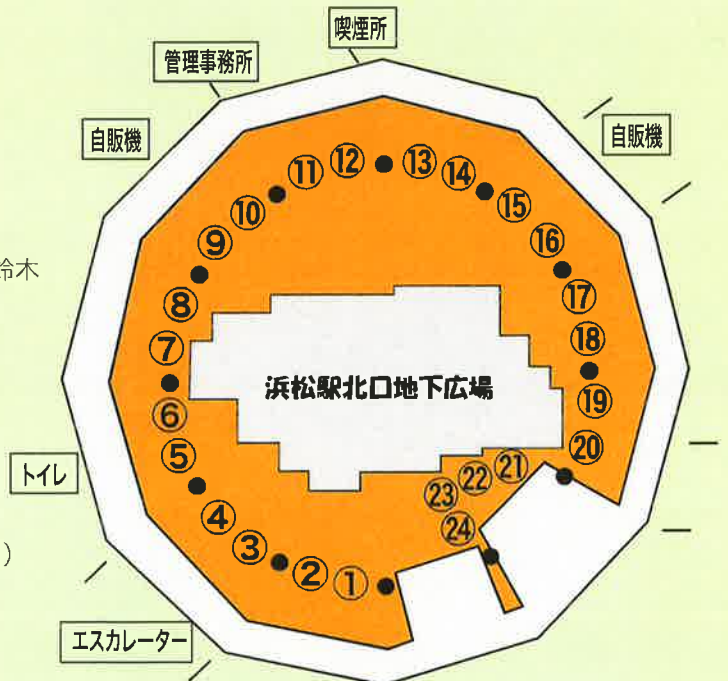 喫煙所
管理事務所
自販機
自販機
⑫ ⑬
⑪ ⑭
⑩ ⑮
⑨ ⑯
鈴木
⑧ ⑰
⑦ ⑱
浜松駅北口地下広場
⑥ ⑲
⑤ ⑳
トイレ
㉓ ㉒ ㉑
④ ㉔
③
② ①
)
エスカレーター